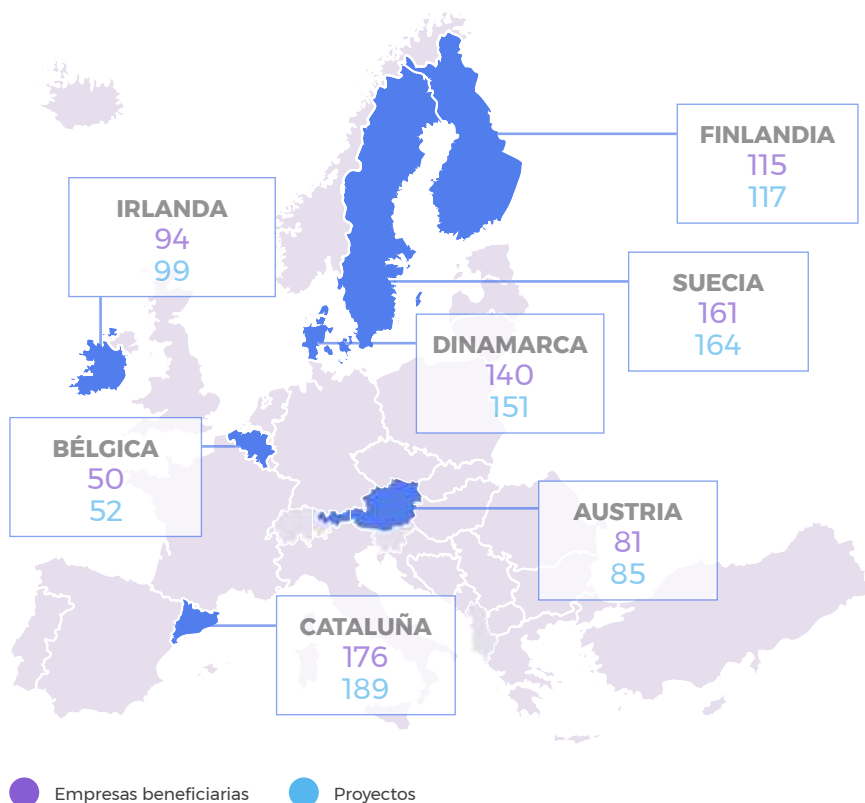 FINLANDIA
115
117
IRLANDA
94
99
SUECIA
161
164
DINAMARCA
140
151
BÉLGICA
50
52
AUSTRIA
81
85
CATALUÑA
176
189
Empresas beneficiarias
Proyectos